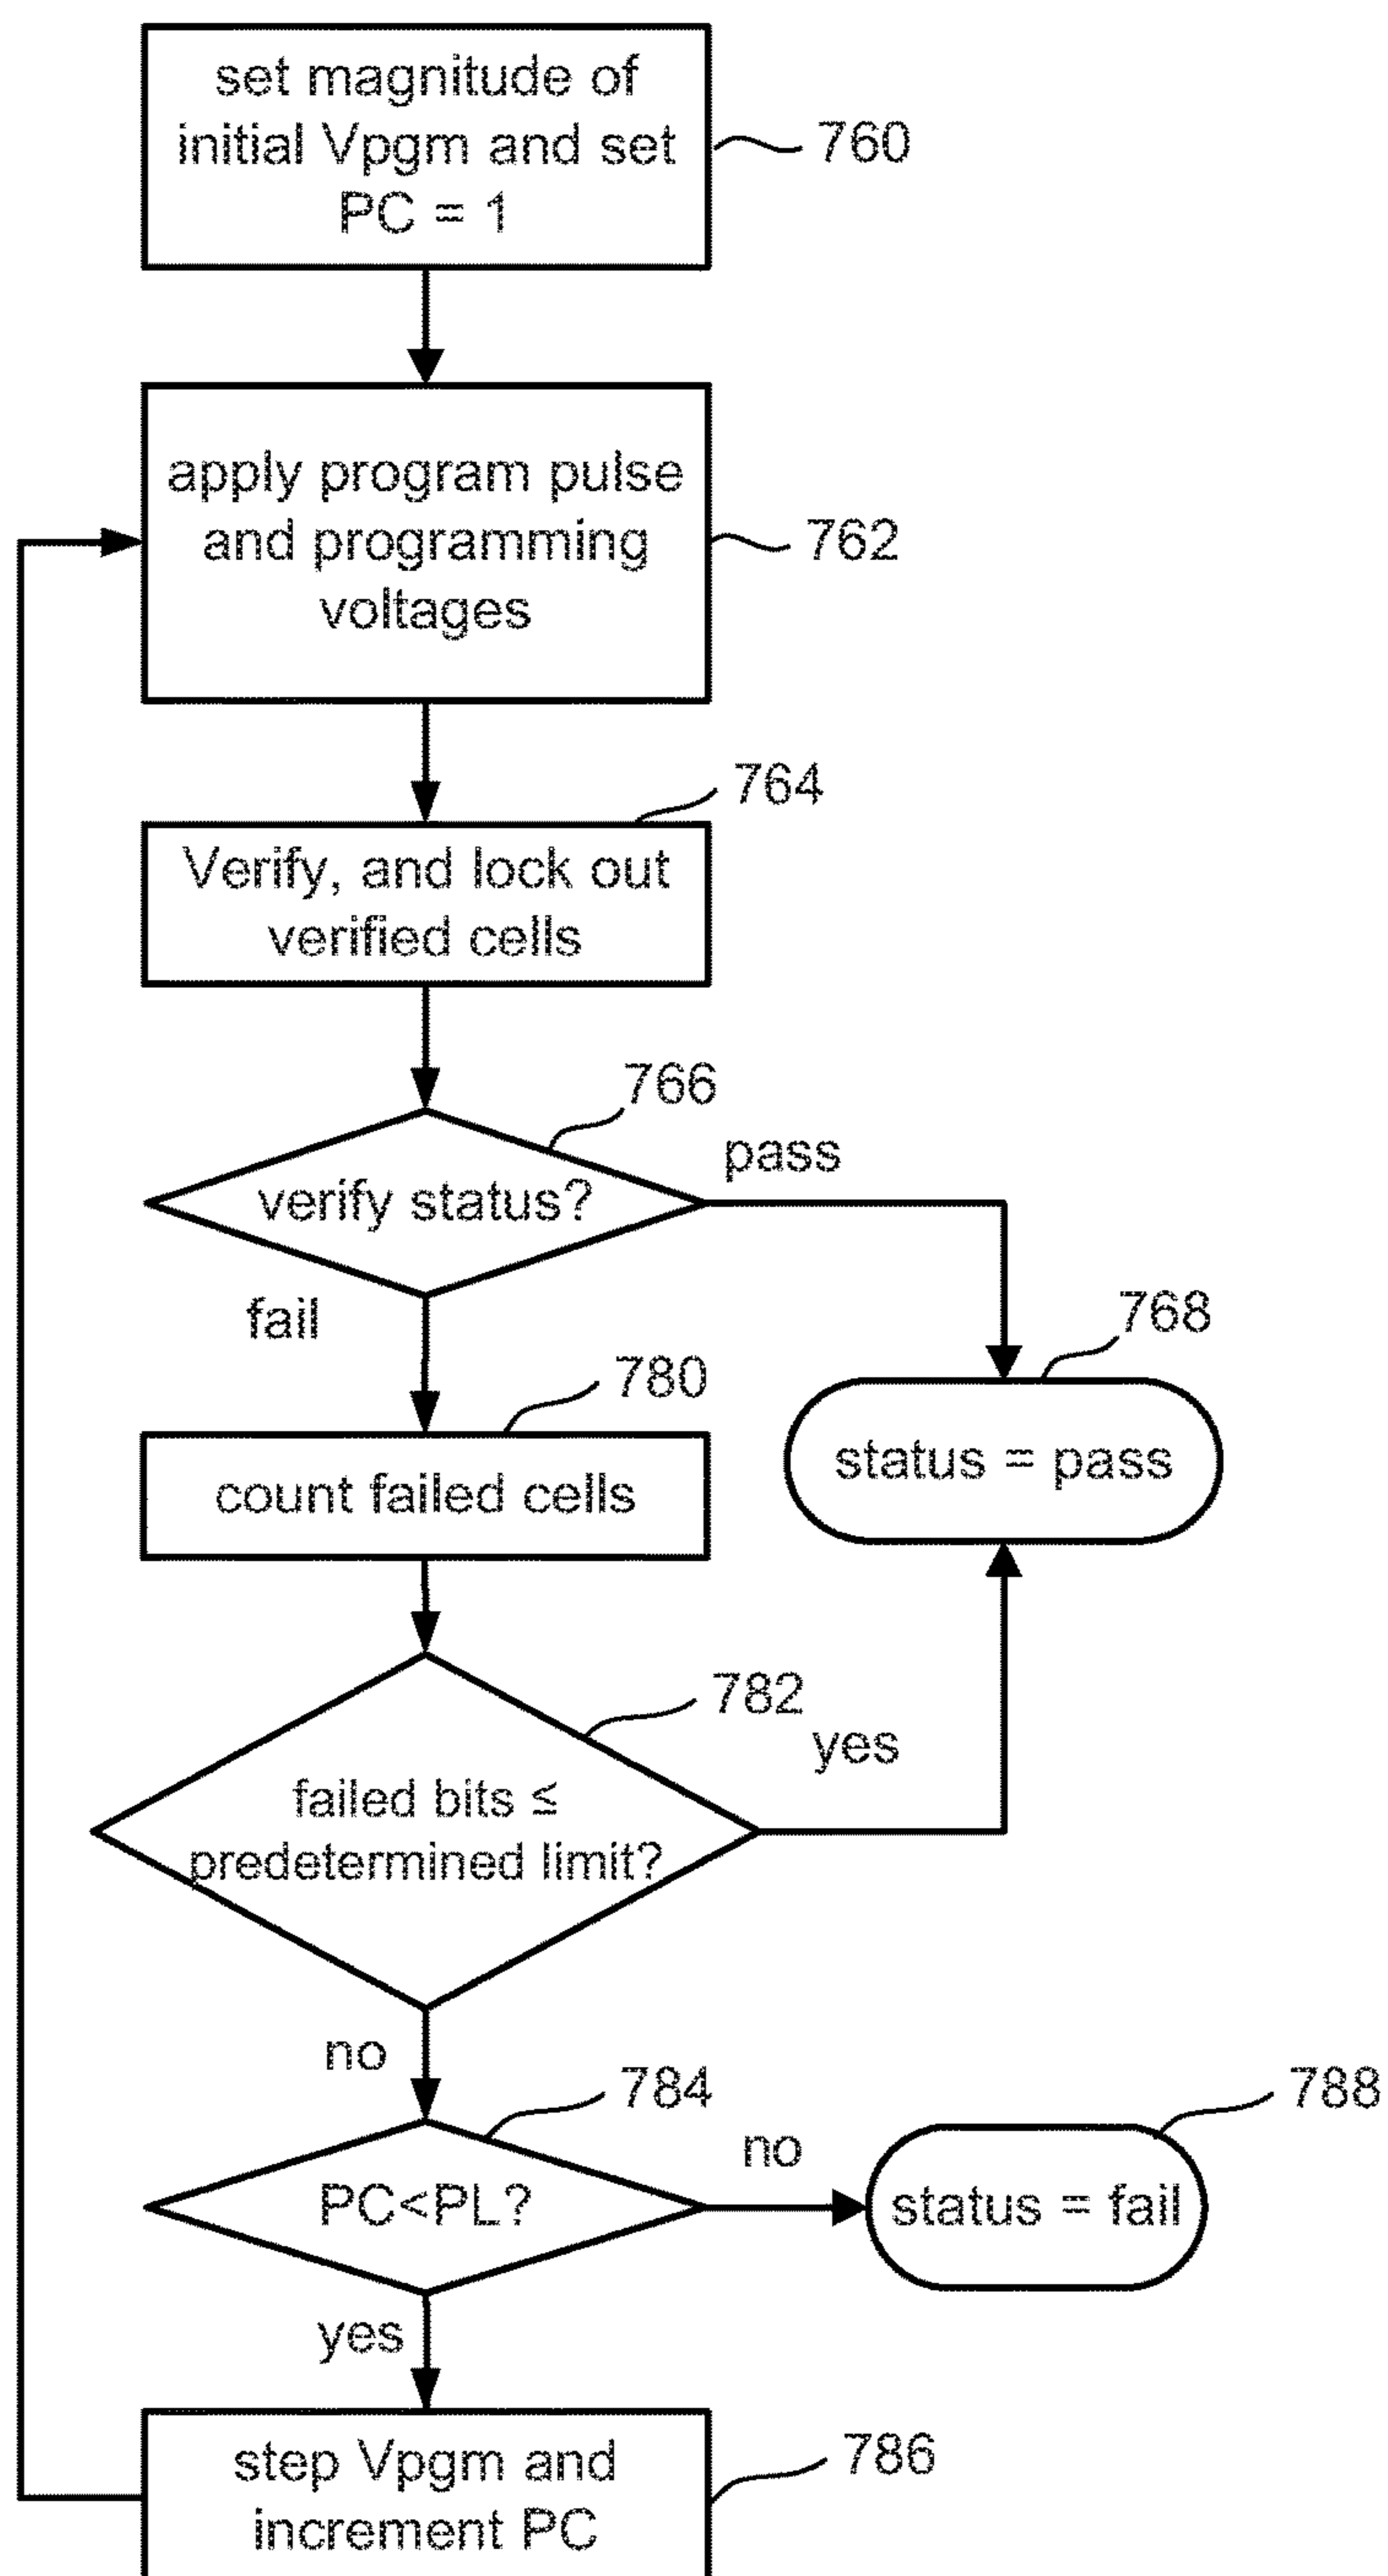 set magnitude of
initial Vpgm and set
PC = 1
760
apply program pulse
and programming
voltages
762
764
Verify, and lock out
verified cells
766
pass
verify status?
fail
768
780
status = pass
count failed cells
782
yes
failed bits ≤
predetermined limit?
no
784
788
no
PC<PL?
status = fail
yes
step Vpgm and
increment PC
786